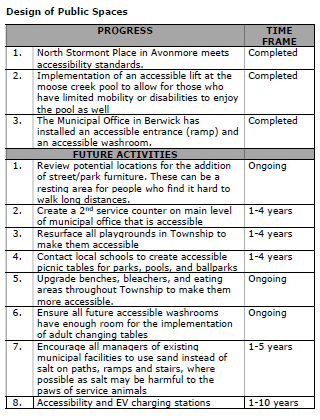 Design of Public Spaces
PROGRESS TIME
FRAME
1. North Stormont Place in Avonmore meets Completed
accessibility standards.
2. Implementation of an accessible lift at the Completed
moose creek pool to allow for those who
have limited mobility or disabilities to enjoy
the pool as well
3. The Municipal Office in Berwick has Completed
installed an accessible entrance (ramp) and
an accessible washroom.
FUTURE ACTIVITIES
1. Review potential locations for the addition Ongoing
of street/park furniture. These can be a
resting area for people who find it hard to
walk long distances.
2. Create a 2nd service counter on main level 1-4 years
of municipal office that is accessible
3. Resurface all playgrounds in Township to 1-4 years
make them accessible
4. Contact local schools to create accessible 1-4 years
picnic tables for parks, pools, and ballparks
5. Upgrade benches, bleachers, and eating Ongoing
areas throughout Township to make them
more accessible.
6. Ensure all future accessible washrooms Ongoing
have enough room for the implementation
of adult changing tables
7. Encourage all managers of existing 1-5 years
municipal facilities to use sand instead of
salt on paths, ramps and stairs, where
possible as salt may be harmful to the
paws of service animals
8. Accessibility and EV charging stations 1-10 years